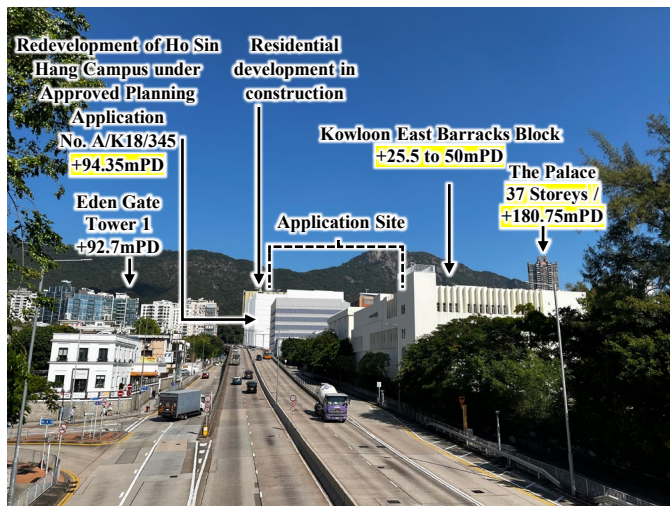 Redevelopment of Ho Sin
Hang Campus under
Approved Planning
Application
No. A/K18/345
+94.35mPD
Residential
development in
construction
Kowloon East Barracks Block
+25.5 to 50mPD
The Palace
37 Storeys /
+180.75mPD
Eden Gate
Tower 1
+92.7mPD
Application Site